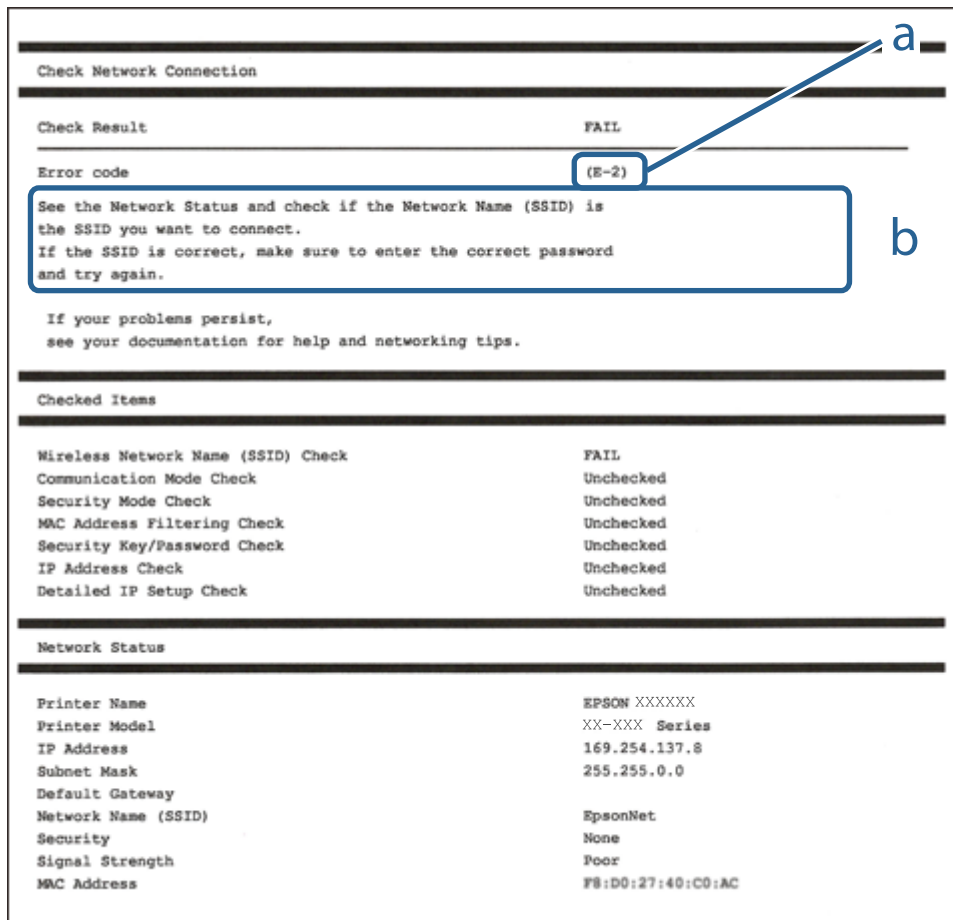 a
Check Network Connection
Check Result FAIL
Error code (E-2)
See the Network Status and check if the Network Name (SSID) is
the SSID you want to connect.
If the SSID is correct, make sure to enter the correct password
and try again.
b
If your problems persist,
see your documentation for help and networking tips.
Checked Items
Wireless Network Name (SSID) Check FAIL
Communication Mode Check Unchecked
Security Mode Check Unchecked
MAC Address Filtering Check Unchecked
Security Key/Password Check Unchecked
IP Address Check Unchecked
Detailed IP Setup Check Unchecked
Network Status
Printer Name EPSON XXXXXX
Printer Model XX-XXX Series
IP Address 169.254.137.8
Subnet Mask 255.255.0.0
Default Gateway
Network Name (SSID) EpsonNet
Security None
Signal Strength Poor
MAC Address F8:D0:27:40:C0:AC